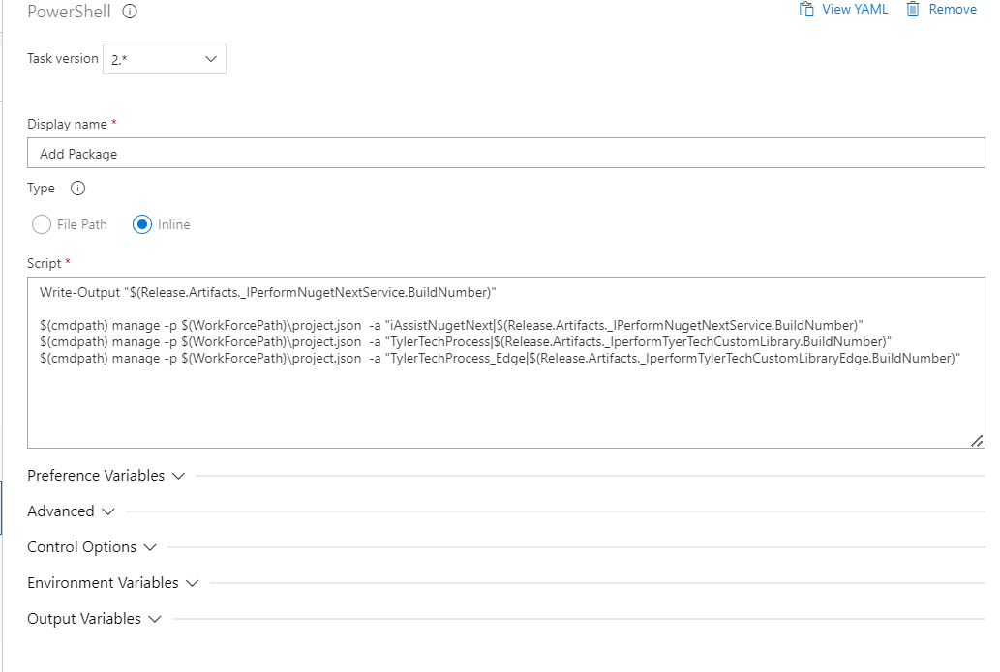 PowerShell
View YAML
Remove
Task version
2.*
Display name *
Add Package
Type
File Path
Inline
Script *
Write-Output "$(Release.Artifacts._IPerformNugetNextService.BuildNumber)"
$(cmdpath) manage -p $(WorkForcePath)\project.json  -a "iAssistNugetNext|$(Release.Artifacts._IPerformNugetNextService.BuildNumber)"
$(cmdpath) manage -p $(WorkForcePath)\project.json  -a "TylerTechProcess|$(Release.Artifacts._IperformTyerTechCustomLibrary.BuildNumber)"
$(cmdpath) manage -p $(WorkForcePath)\project.json  -a "TylerTechProcess_Edge|$(Release.Artifacts._IperformTylerTechCustomLibraryEdge.BuildNumber)"
Preference Variables
Advanced
Control Options
Environment Variables
Output Variables